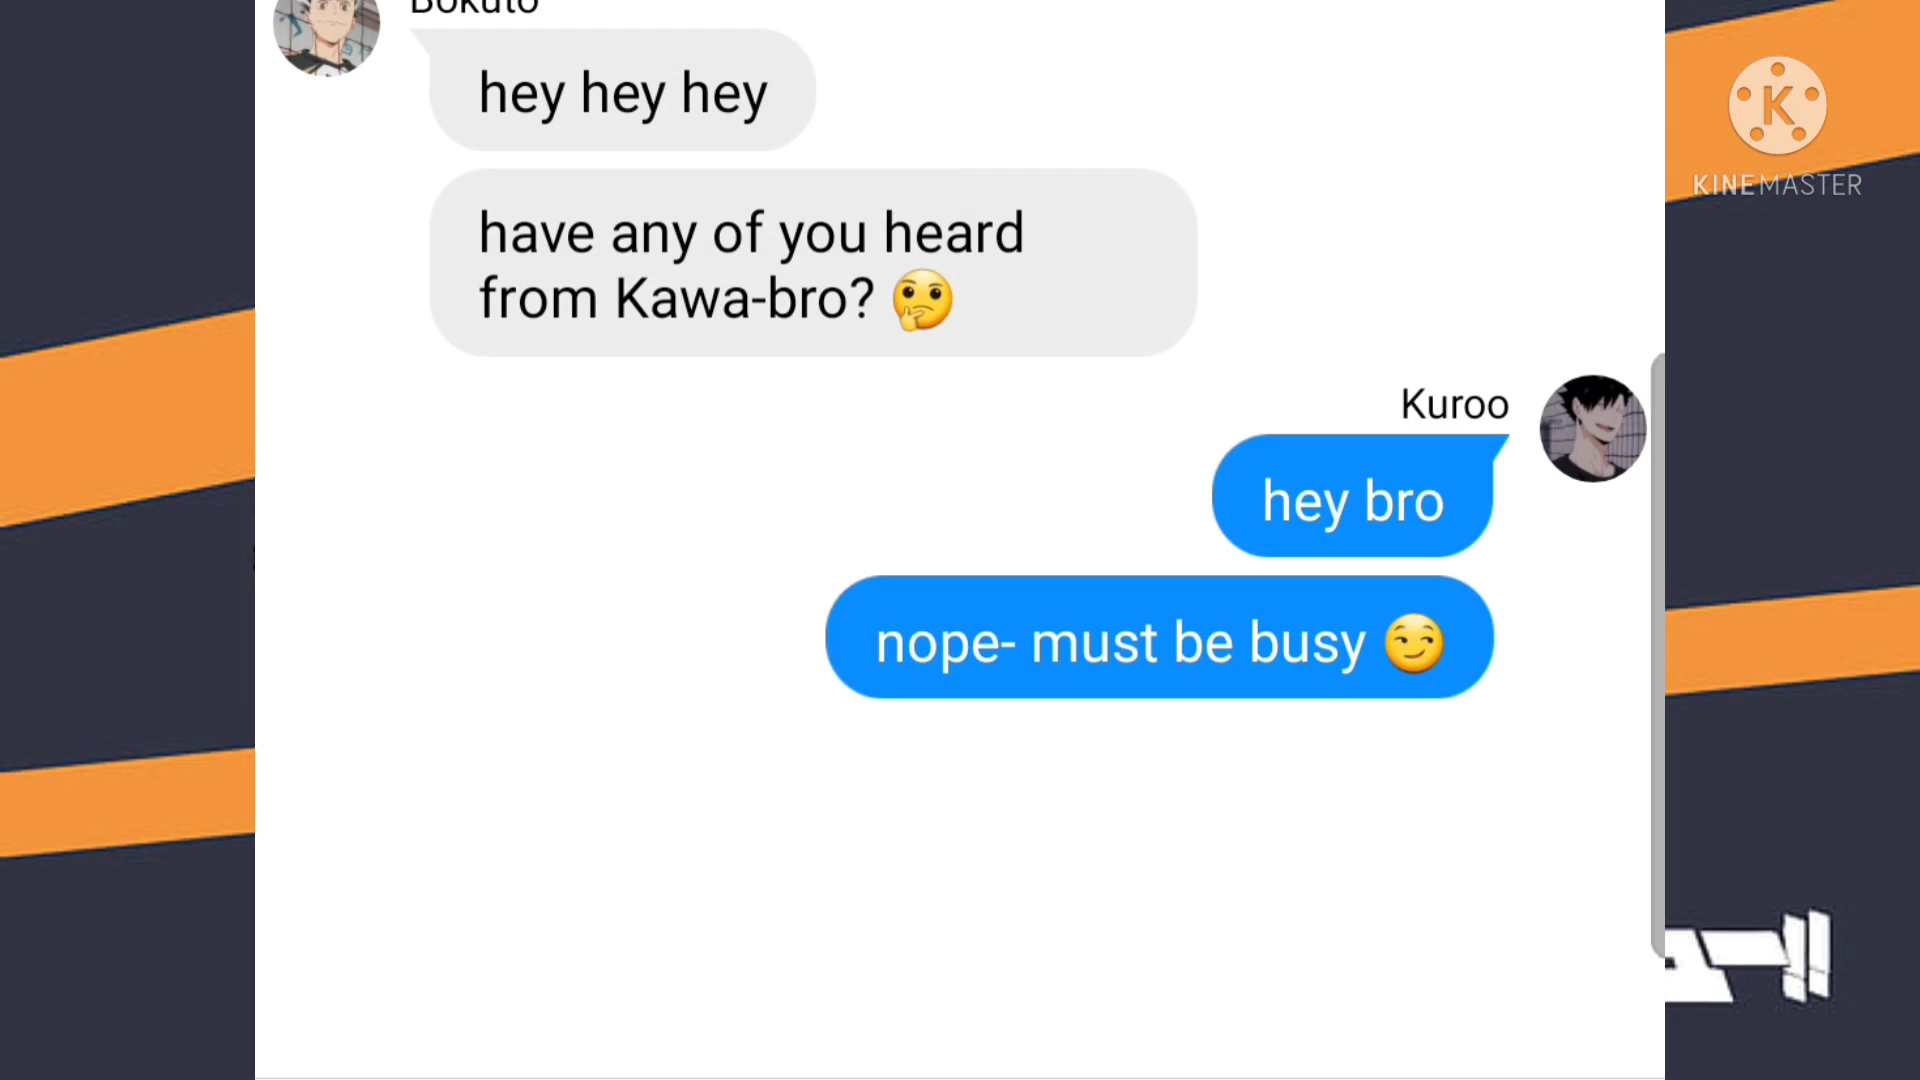 Bokuto
hey hey hey
have any of you heard
from Kawa-bro? 🤔
Kuroo
hey bro
nope- must be busy 😏
K
KINEMASTER